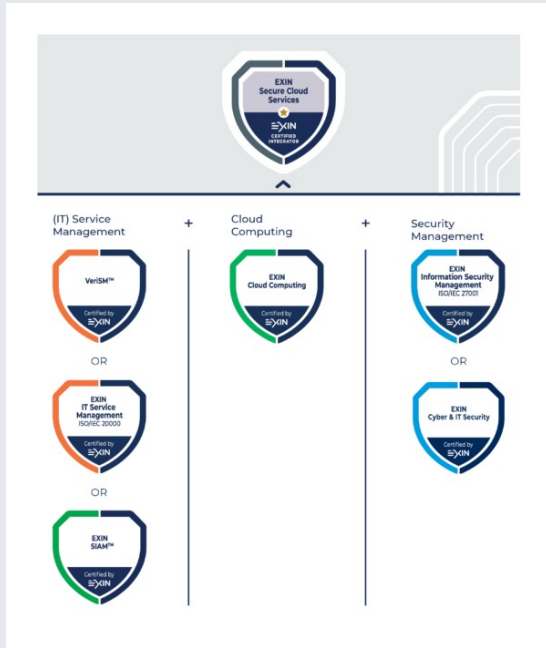 EXIN
Secure Cloud
Services
EXIN
CERTIFIED
INTEGRATOR
(IT) Service
Management
+
Cloud
Computing
+
Security
Management
VeriSM™
Certified by
EXIN
EXIN
Cloud Computing
Certified by
EXIN
EXIN
Information Security
Management
ISO/IEC 27001
Certified by
EXIN
OR
OR
EXIN
IT Service
Management
ISO/IEC 20000
Certified by
EXIN
EXIN
Cyber & IT Security
Certified by
EXIN
OR
EXIN
SIAM™
Certified by
EXIN